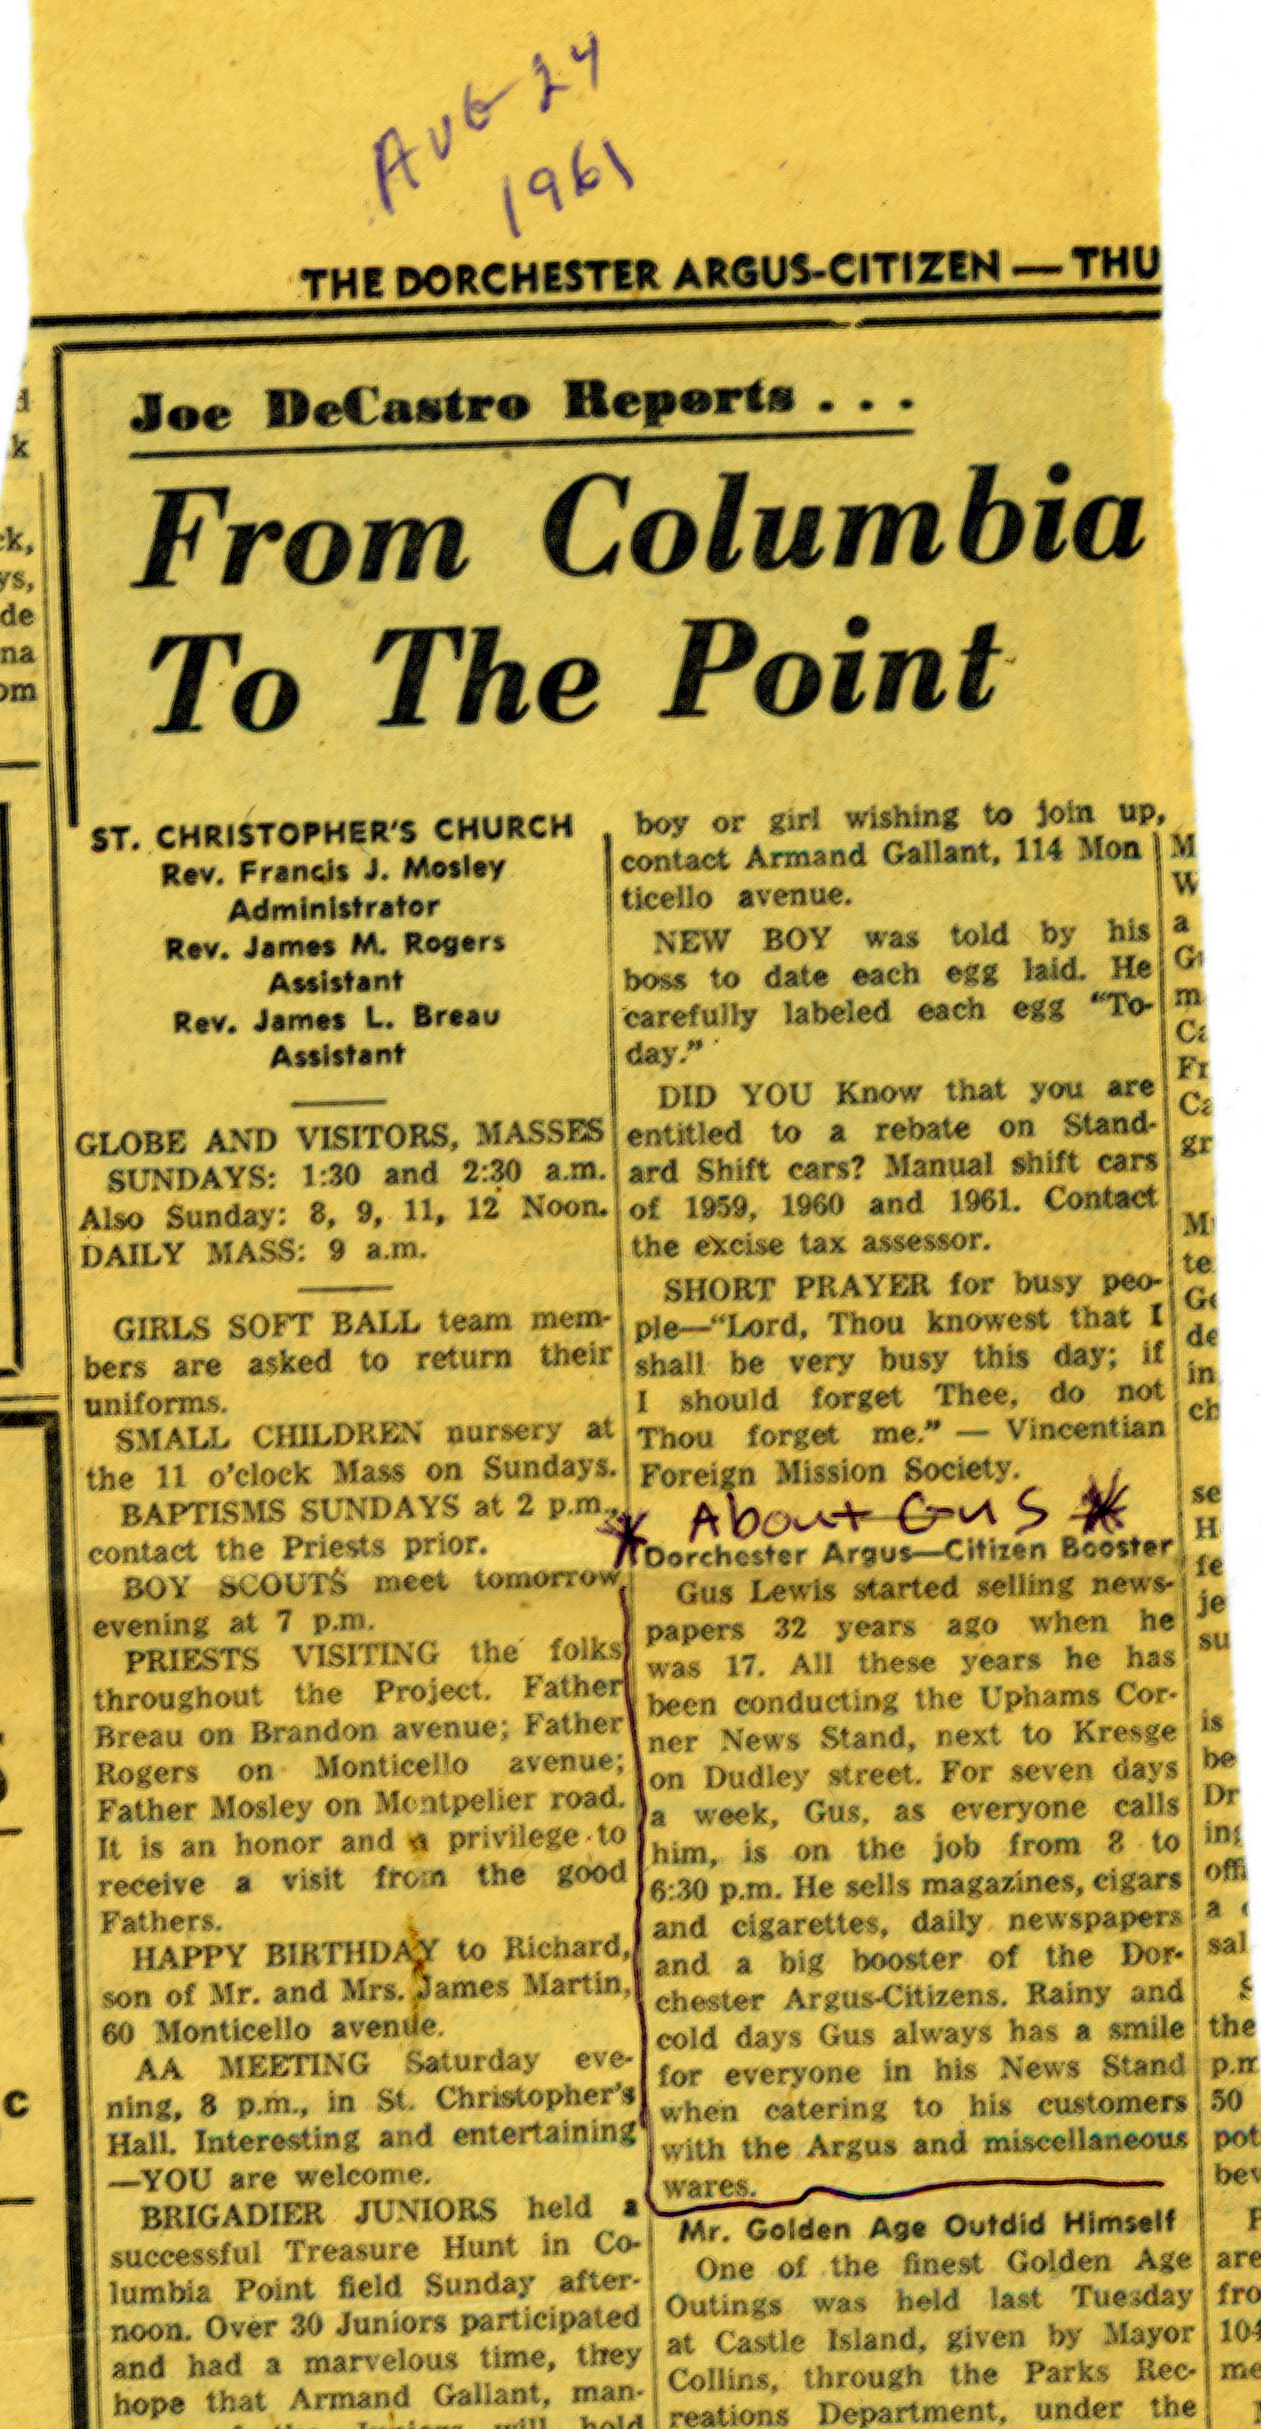 AUG 24
1961
THE DORCHESTER ARGUS-CITIZEN — THU
Joe DeCastro Reports . . .
From Columbia
To The Point
ST. CHRISTOPHER'S CHURCH
Rev. Francis J. Mosley
Administrator
Rev. James M. Rogers
Assistant
Rev. James L. Breau
Assistant
GLOBE AND VISITORS, MASSES
SUNDAYS: 1:30 and 2:30 a.m.
Also Sunday: 8, 9, 11, 12 Noon.
DAILY MASS: 9 a.m.
GIRLS SOFT BALL team mem-
bers are asked to return their
uniforms.
SMALL CHILDREN nursery at
the 11 o'clock Mass on Sundays.
BAPTISMS SUNDAYS at 2 p.m.,
contact the Priests prior.
BOY SCOUTS meet tomorrow
evening at 7 p.m.
PRIESTS VISITING the folks
throughout the Project. Father
Breau on Brandon avenue; Father
Rogers on Monticello avenue;
Father Mosley on Montpelier road.
It is an honor and a privilege to
receive a visit from the good
Fathers.
HAPPY BIRTHDAY to Richard,
son of Mr. and Mrs. James Martin,
60 Monticello avenue.
AA MEETING Saturday eve-
ning, 8 p.m., in St. Christopher's
Hall. Interesting and entertaining
—YOU are welcome.
BRIGADIER JUNIORS held a
successful Treasure Hunt in Co-
lumbia Point field Sunday after-
noon. Over 30 Juniors participated
and had a marvelous time, they
hope that Armand Gallant, man-
boy or girl wishing to join up,
contact Armand Gallant, 114 Mon
ticello avenue.
NEW BOY was told by his
boss to date each egg laid. He
carefully labeled each egg "To-
day."
DID YOU Know that you are
entitled to a rebate on Stand-
ard Shift cars? Manual shift cars
of 1959, 1960 and 1961. Contact
the excise tax assessor.
SHORT PRAYER for busy peo-
ple—"Lord, Thou knowest that I
shall be very busy this day; if
I should forget Thee, do not
Thou forget me." — Vincentian
Foreign Mission Society.
* About Gus *
Dorchester Argus—Citizen Booster
Gus Lewis started selling news-
papers 32 years ago when he
was 17. All these years he has
been conducting the Uphams Cor-
ner News Stand, next to Kresge
on Dudley street. For seven days
a week, Gus, as everyone calls
him, is on the job from 8 to
6:30 p.m. He sells magazines, cigars
and cigarettes, daily newspapers
and a big booster of the Dor-
chester Argus-Citizens. Rainy and
cold days Gus always has a smile
for everyone in his News Stand
when catering to his customers
with the Argus and miscellaneous
wares.
Mr. Golden Age Outdid Himself
One of the finest Golden Age
Outings was held last Tuesday
at Castle Island, given by Mayor
Collins, through the Parks Rec-
reations Department, under the